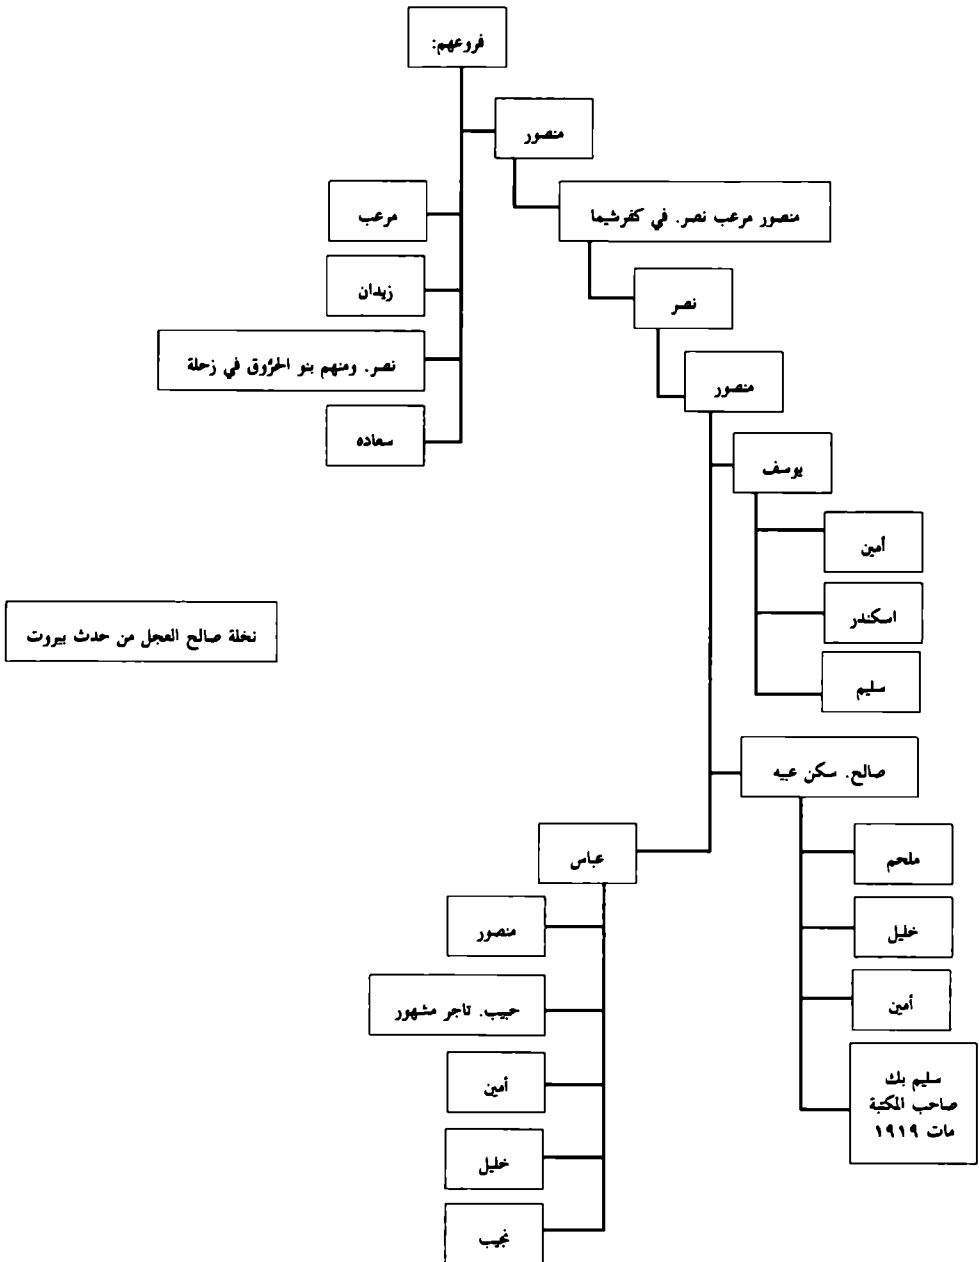 فروعهم:
منصور
مرعب
منصور مرعب نصر. في كفرشيما
زيدان
نصر
نصر. ومنهم بنو الحرُّوق في زحلة
منصور
سعاده
يوسف
أمين
اسكندر
نخلة صالح العجل من حدث بيروت
سليم
صالح. سكن عبيه
عباس
ملحم
منصور
خليل
حبيب. تاجر مشهور
أمين
سليم بك
صاحب المكتبة
مات ١٩١٩
أمين
خليل
نجيب